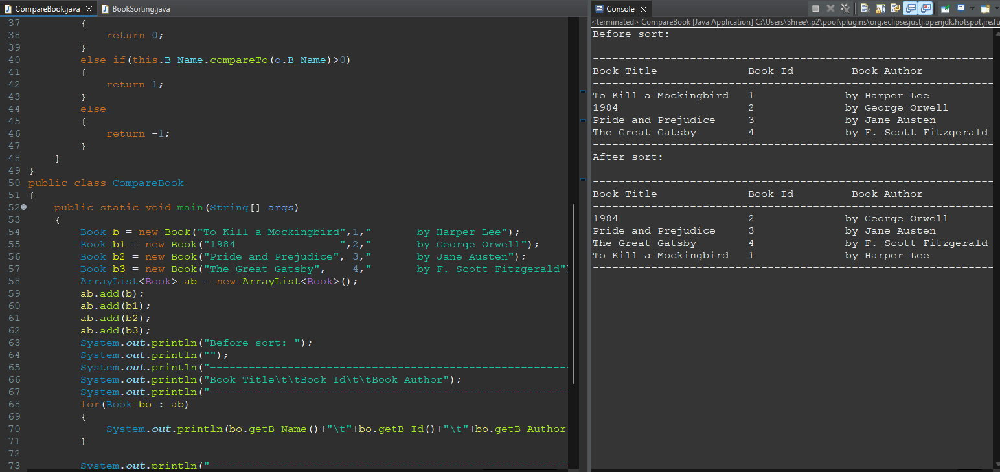 CompareBook.java
BookSorting.java
37 {
38 return 0;
39 }
40 else if(this.B_Name.compareTo(o.B_Name)>0)
41 {
42 return 1;
43 }
44 else
45 {
46 return -1;
47 }
48 }
49 }
50 public class CompareBook
51 {
52 public static void main(String[] args)
53 {
54 Book b = new Book("To Kill a Mockingbird",1,"       by Harper Lee");
55 Book b1 = new Book("1984                ",2,"       by George Orwell");
56 Book b2 = new Book("Pride and Prejudice", 3,"       by Jane Austen");
57 Book b3 = new Book("The Great Gatsby",    4,"       by F. Scott Fitzgerald"
58 ArrayList<Book> ab = new ArrayList<Book>();
59 ab.add(b);
60 ab.add(b1);
61 ab.add(b2);
62 ab.add(b3);
63 System.out.println("Before sort: ");
64 System.out.println("");
65 System.out.println("--------------------------------------------------------
66 System.out.println("Book Title\t\tBook Id\t\tBook Author");
67 System.out.println("--------------------------------------------------------
68 for(Book bo : ab)
69 {
70 System.out.println(bo.getB_Name()+"\t"+bo.getB_Id()+"\t"+bo.getB_Author
71 }
72
73 System.out.println("--------------------------------------------------------
Console
<terminated> CompareBook [Java Application] C:\Users\Shree\.p2\pool\plugins\org.eclipse.justj.openjdk.hotspot.jre.fu
Before sort:
--------------------------------------------------------------
Book Title              Book Id         Book Author
--------------------------------------------------------------
To Kill a Mockingbird   1              by Harper Lee
1984                    2              by George Orwell
Pride and Prejudice     3              by Jane Austen
The Great Gatsby        4              by F. Scott Fitzgerald
--------------------------------------------------------------
After sort:
--------------------------------------------------------------
Book Title              Book Id         Book Author
--------------------------------------------------------------
1984                    2              by George Orwell
Pride and Prejudice     3              by Jane Austen
The Great Gatsby        4              by F. Scott Fitzgerald
To Kill a Mockingbird   1              by Harper Lee
--------------------------------------------------------------